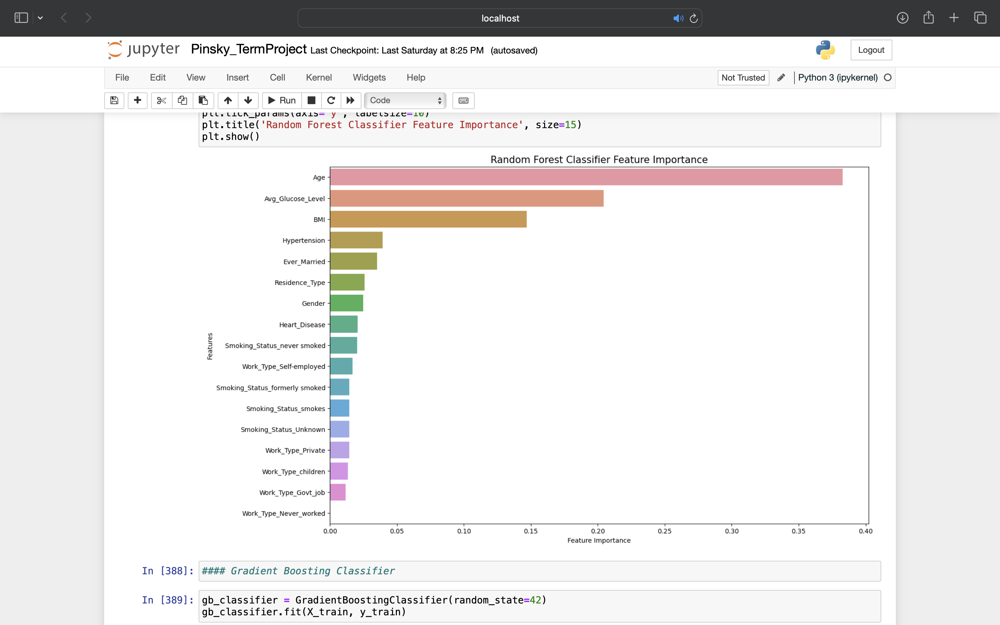 localhost
jupyter Pinsky_TermProject Last Checkpoint: Last Saturday at 8:25 PM (autosaved)
Logout
File Edit View Insert Cell Kernel Widgets Help
Not Trusted
Python 3 (ipykernel)
Run
Code
plt.tick_params(axis='y', labelsize=10)
plt.title('Random Forest Classifier Feature Importance', size=15)
plt.show()
Random Forest Classifier Feature Importance
Age
Avg_Glucose_Level
BMI
Hypertension
Ever_Married
Residence_Type
Gender
Heart_Disease
Features
Smoking_Status_never smoked
Work_Type_Self-employed
Smoking_Status_formerly smoked
Smoking_Status_smokes
Smoking_Status_Unknown
Work_Type_Private
Work_Type_children
Work_Type_Govt_job
Work_Type_Never_worked
0.00 0.05 0.10 0.15 0.20 0.25 0.30 0.35 0.40
Feature Importance
In [388]: #### Gradient Boosting Classifier
In [389]: gb_classifier = GradientBoostingClassifier(random_state=42)
gb_classifier.fit(X_train, y_train)